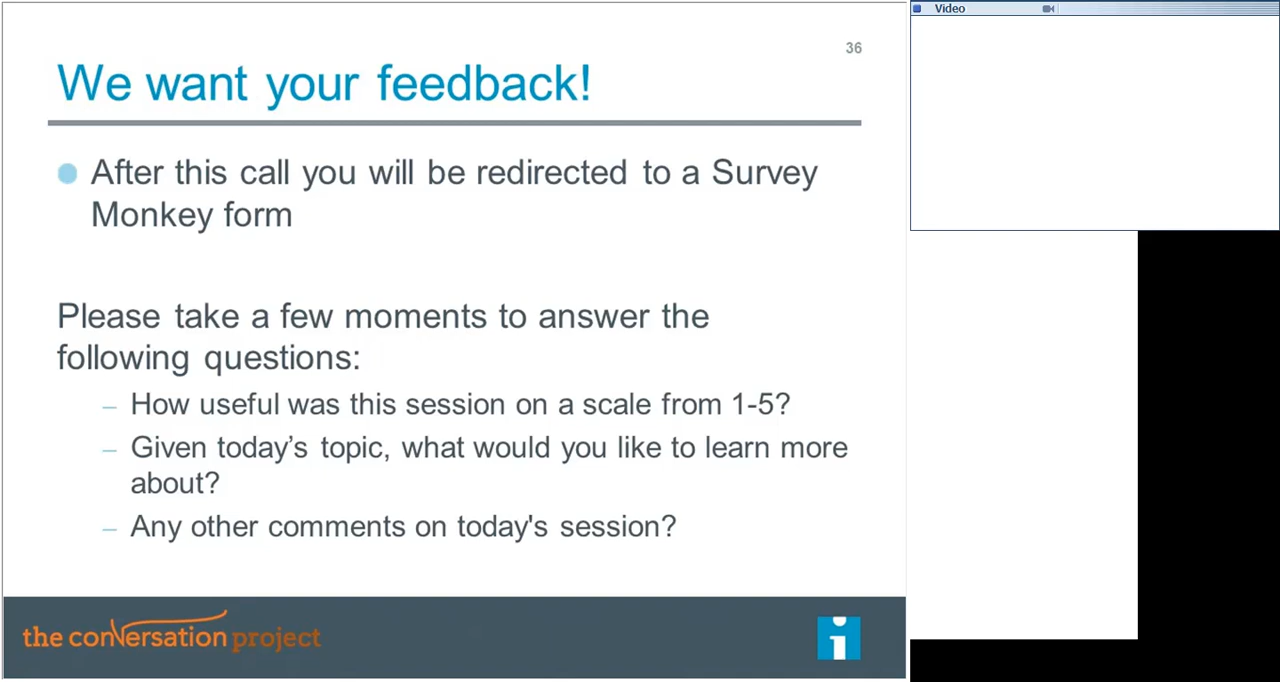 Video
36
We want your feedback!
After this call you will be redirected to a Survey
Monkey form
Please take a few moments to answer the
following questions:
– How useful was this session on a scale from 1-5?
– Given today’s topic, what would you like to learn more
about?
– Any other comments on today's session?
the conversation project
i